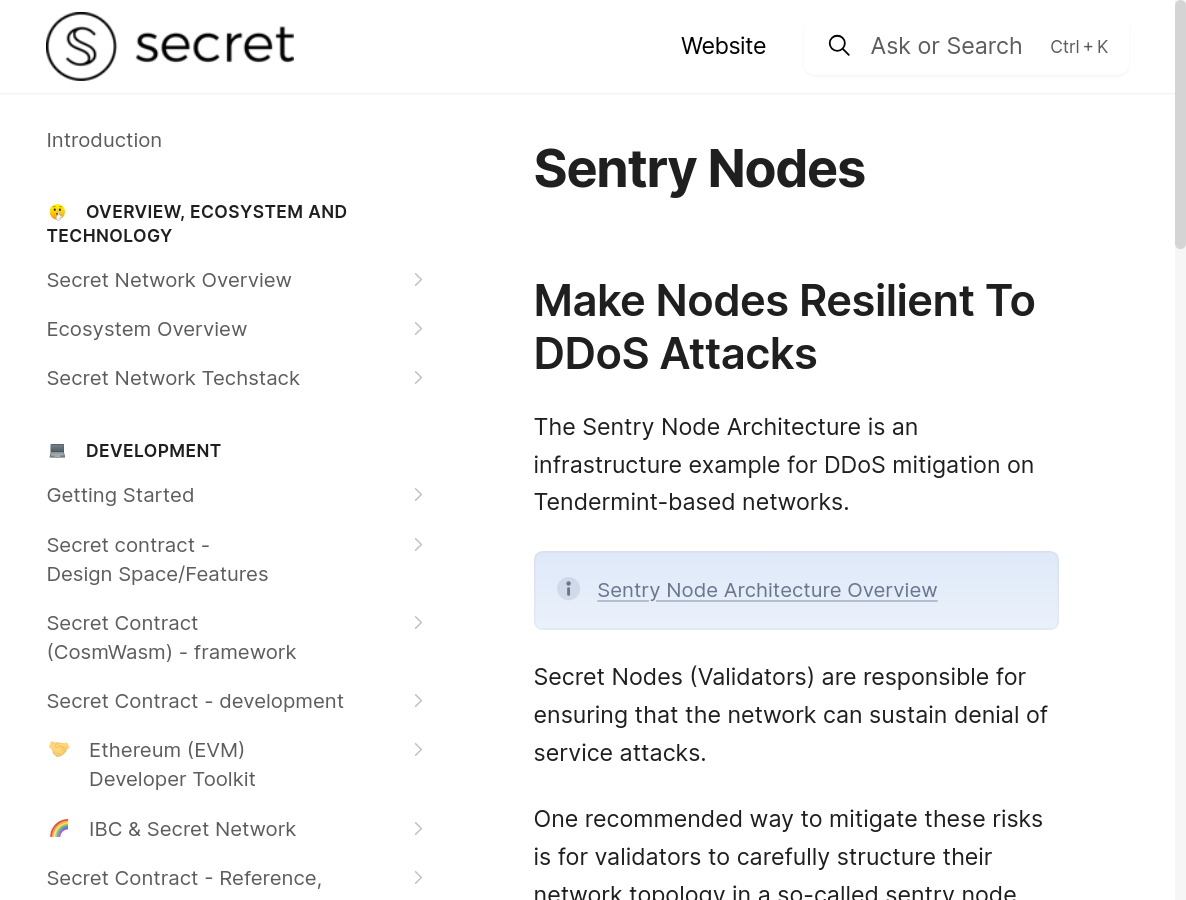 secret
Website
Ask or Search
Ctrl + K
Introduction
OVERVIEW, ECOSYSTEM AND
TECHNOLOGY
Secret Network Overview
Ecosystem Overview
Secret Network Techstack
DEVELOPMENT
Getting Started
Secret contract -
Design Space/Features
Secret Contract
(CosmWasm) - framework
Secret Contract - development
Ethereum (EVM)
Developer Toolkit
IBC & Secret Network
Secret Contract - Reference,
Sentry Nodes
Make Nodes Resilient To
DDoS Attacks
The Sentry Node Architecture is an
infrastructure example for DDoS mitigation on
Tendermint-based networks.
Sentry Node Architecture Overview
Secret Nodes (Validators) are responsible for
ensuring that the network can sustain denial of
service attacks.
One recommended way to mitigate these risks
is for validators to carefully structure their
network topology in a so-called sentry node